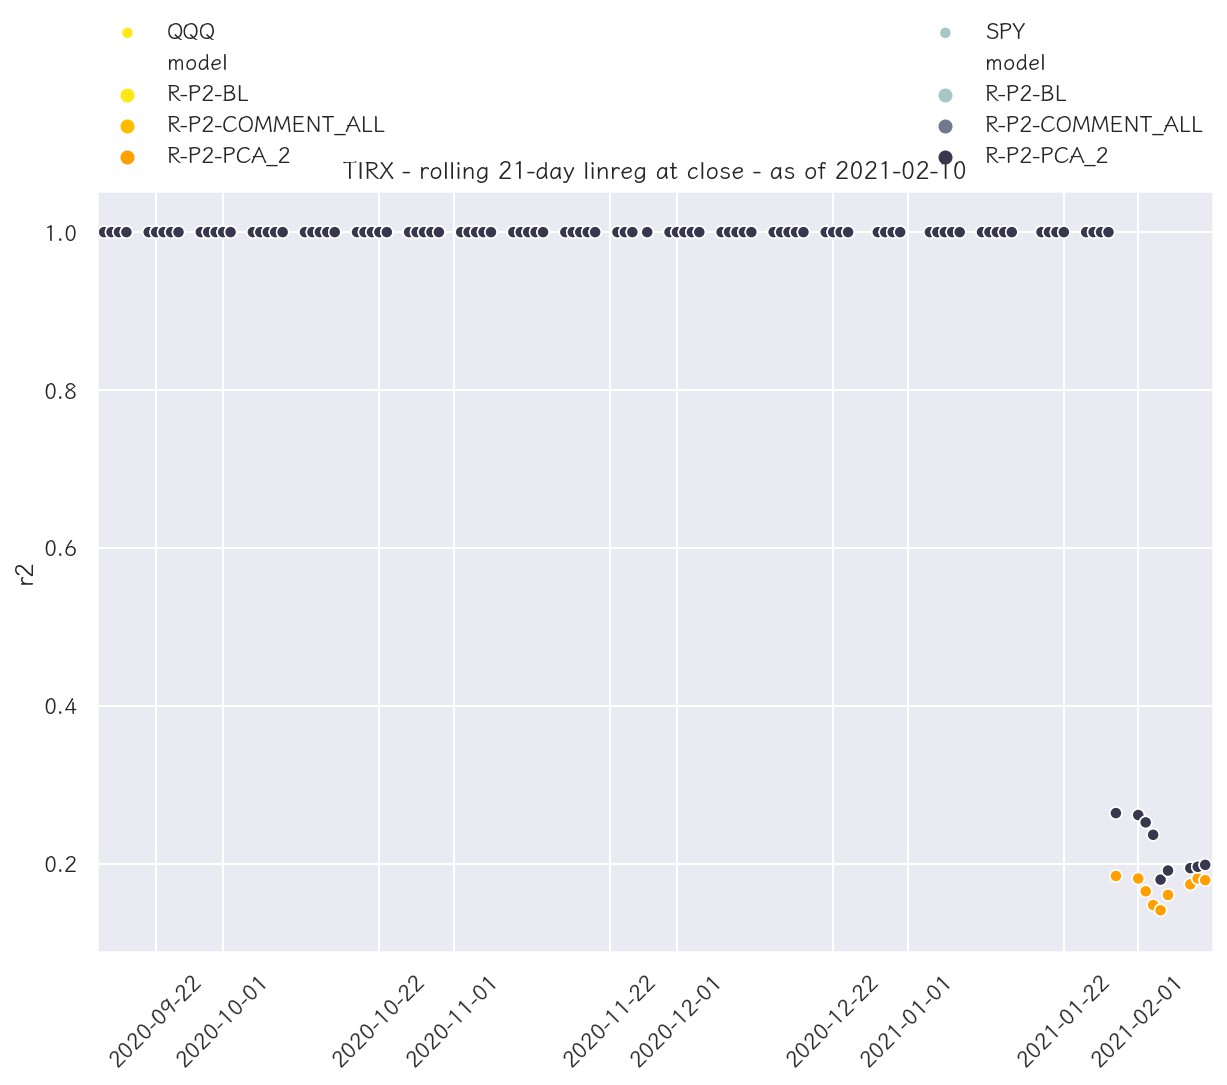 QQQ
model
R-P2-BL
R-P2-COMMENT_ALL
R-P2-PCA_2
SPY
model
R-P2-BL
R-P2-COMMENT_ALL
R-P2-PCA_2
TIRX - rolling 21-day linreg at close - as of 2021-02-10
1.0
0.8
0.6
0.4
0.2
r2
2020-09-22
2020-10-01
2020-10-22
2020-11-01
2020-11-22
2020-12-01
2020-12-22
2021-01-01
2021-01-22
2021-02-01